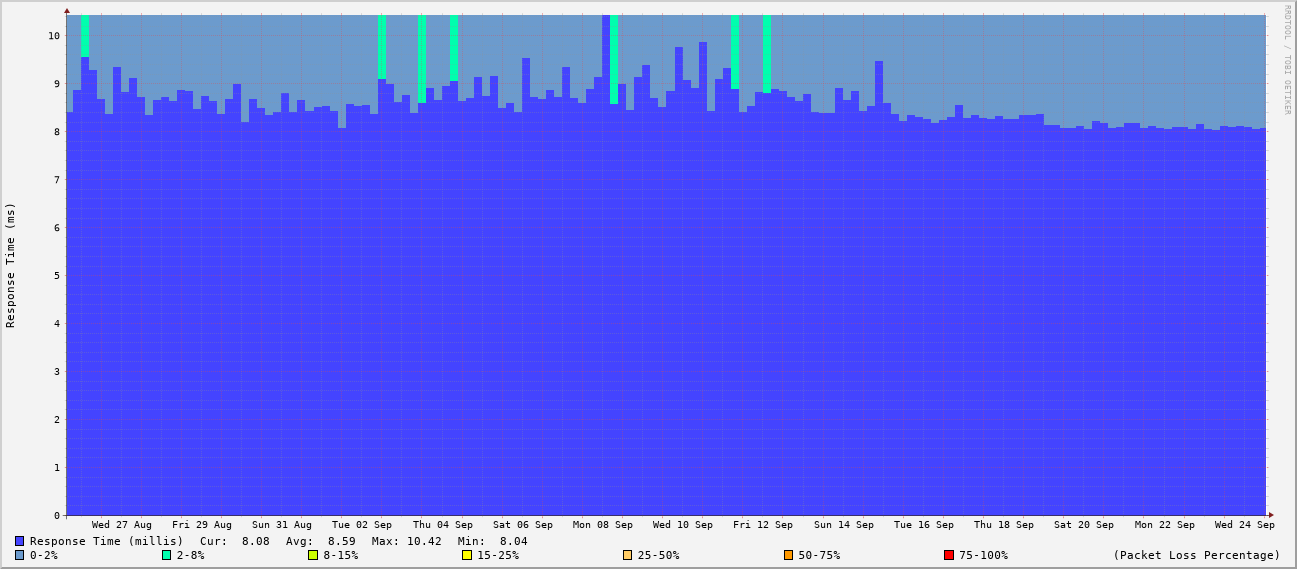 RRDTOOL / TOBI OETIKER
Response Time (ms)
10
9
8
7
6
5
4
3
2
1
0
Wed 27 Aug Fri 29 Aug Sun 31 Aug Tue 02 Sep Thu 04 Sep Sat 06 Sep Mon 08 Sep Wed 10 Sep Fri 12 Sep Sun 14 Sep Tue 16 Sep Thu 18 Sep Sat 20 Sep Mon 22 Sep Wed 24 Sep
Response Time (millis) Cur: 8.08 Avg: 8.59 Max: 10.42 Min: 8.04
0-2% 2-8% 8-15% 15-25% 25-50% 50-75% 75-100% (Packet Loss Percentage)